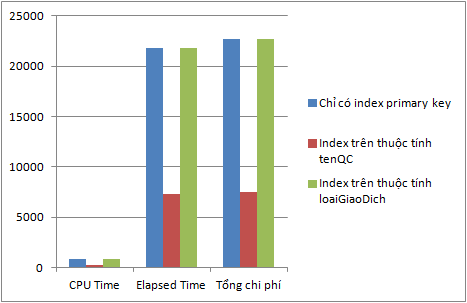 25000
20000
15000
10000
5000
0
CPU Time
Elapsed Time
Tổng chi phí
Chỉ có index primary key
Index trên thuộc tính
tenQC
Index trên thuộc tính
loaiGiaoDich